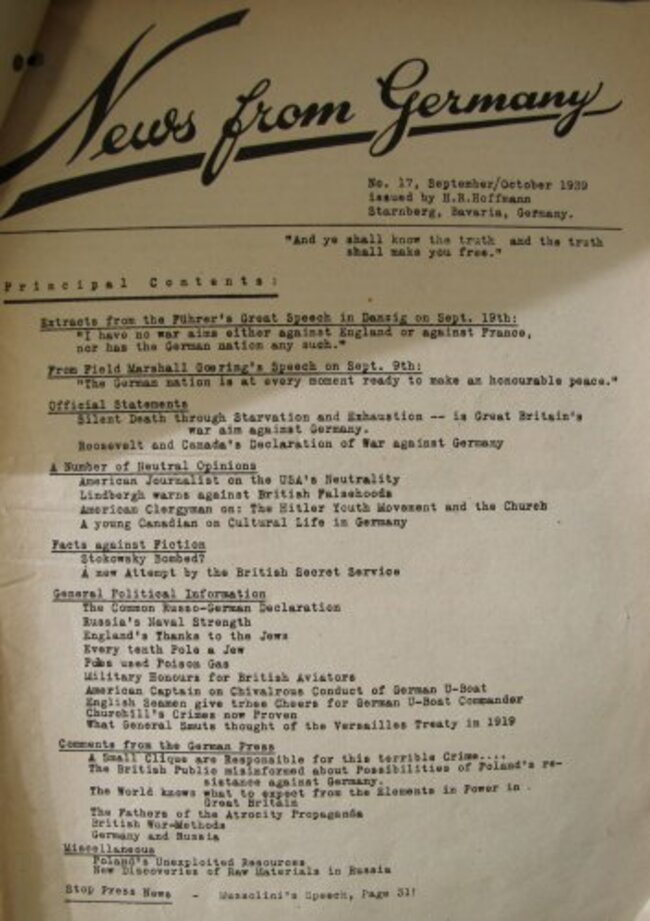 News from Germany
No. 17, September/October 1939
issued by H.R.Hoffmann
Starnberg, Bavaria, Germany.
"And ye shall know the truth and the truth
shall make you free."
Principal Contents:
Extracts from the Führer's Great Speech in Danzig on Sept. 19th:
"I have no war aims either against England or against France,
nor has the German nation any such."
From Field Marshall Goering's Speech on Sept. 9th:
"The German nation is at every moment ready to make an honourable peace."
Official Statements
Silent Death through Starvation and Exhaustion -- is Great Britain's
war aim against Germany.
Roosevelt and Canada's Declaration of War against Germany
A Number of Neutral Opinions
American Journalist on the USA's Neutrality
Lindbergh warns against British Falsehoods
American Clergyman on: The Hitler Youth Movement and the Church
A young Canadian on Cultural Life in Germany
Facts against Fiction
Stokowsky Bombed?
A new Attempt by the British Secret Service
General Political Information
The Common Russo-German Declaration
Russia's Naval Strength
England's Thanks to the Jews
Every tenth Pole a Jew
Poles used Poison Gas
Military Honours for British Aviators
American Captain on Chivalrous Conduct of German U-Boat
English Seamen give three Cheers for German U-Boat Commander
Churchill's Crimes now Proven
What General Smuts thought of the Versailles Treaty in 1919
Comments from the German Press
A Small Clique are Responsible for this terrible Crime....
The British Public misinformed about Possibilities of Poland's re-
sistance against Germany.
The World knows what to expect from the Elements in Power in
Great Britain
The Fathers of the Atrocity Propaganda
British War-Methods
Germany and Russia
Miscellaneous
Poland's Unexploited Resources
New Discoveries of Raw Materials in Russia
Stop Press News - Mussolini's Speech, Page 31!